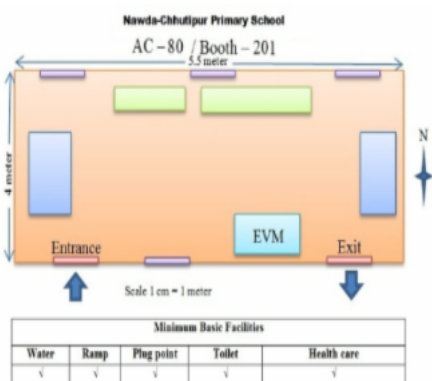 Nawda-Chhutipur Primary School
AC – 80 / Booth – 201
5.5 meter
4 meter
N
EVM
Entrance
Exit
Scale 1 cm = 1 meter
Minimum Basic Facilities
Water Ramp Plug point Toilet Health care
√ √ √ √ √